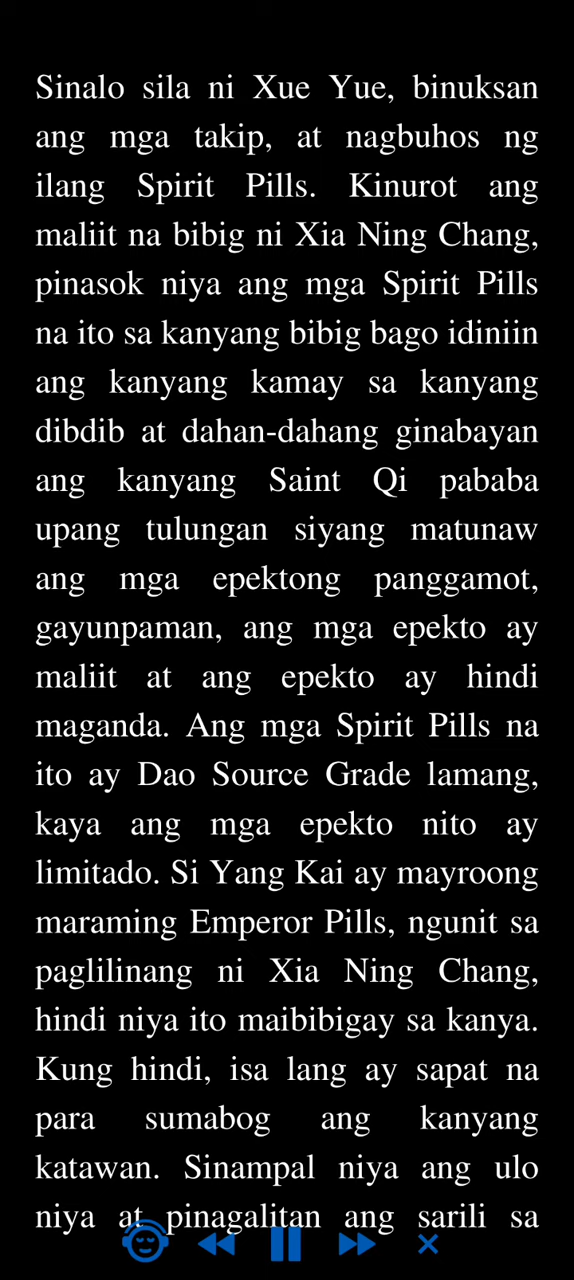 Sinalo sila ni Xue Yue, binuksan
ang mga takip, at nagbuhos ng
ilang Spirit Pills. Kinurot ang
maliit na bibig ni Xia Ning Chang,
pinasok niya ang mga Spirit Pills
na ito sa kanyang bibig bago idiniin
ang kanyang kamay sa kanyang
dibdib at dahan-dahang ginabayan
ang kanyang Saint Qi pababa
upang tulungan siyang matunaw
ang mga epektong panggamot,
gayunpaman, ang mga epekto ay
maliit at ang epekto ay hindi
maganda. Ang mga Spirit Pills na
ito ay Dao Source Grade lamang,
kaya ang mga epekto nito ay
limitado. Si Yang Kai ay mayroong
maraming Emperor Pills, ngunit sa
paglilinang ni Xia Ning Chang,
hindi niya ito maibibigay sa kanya.
Kung hindi, isa lang ay sapat na
para sumabog ang kanyang
katawan. Sinampal niya ang ulo
niya at pinagalitan ang sarili sa